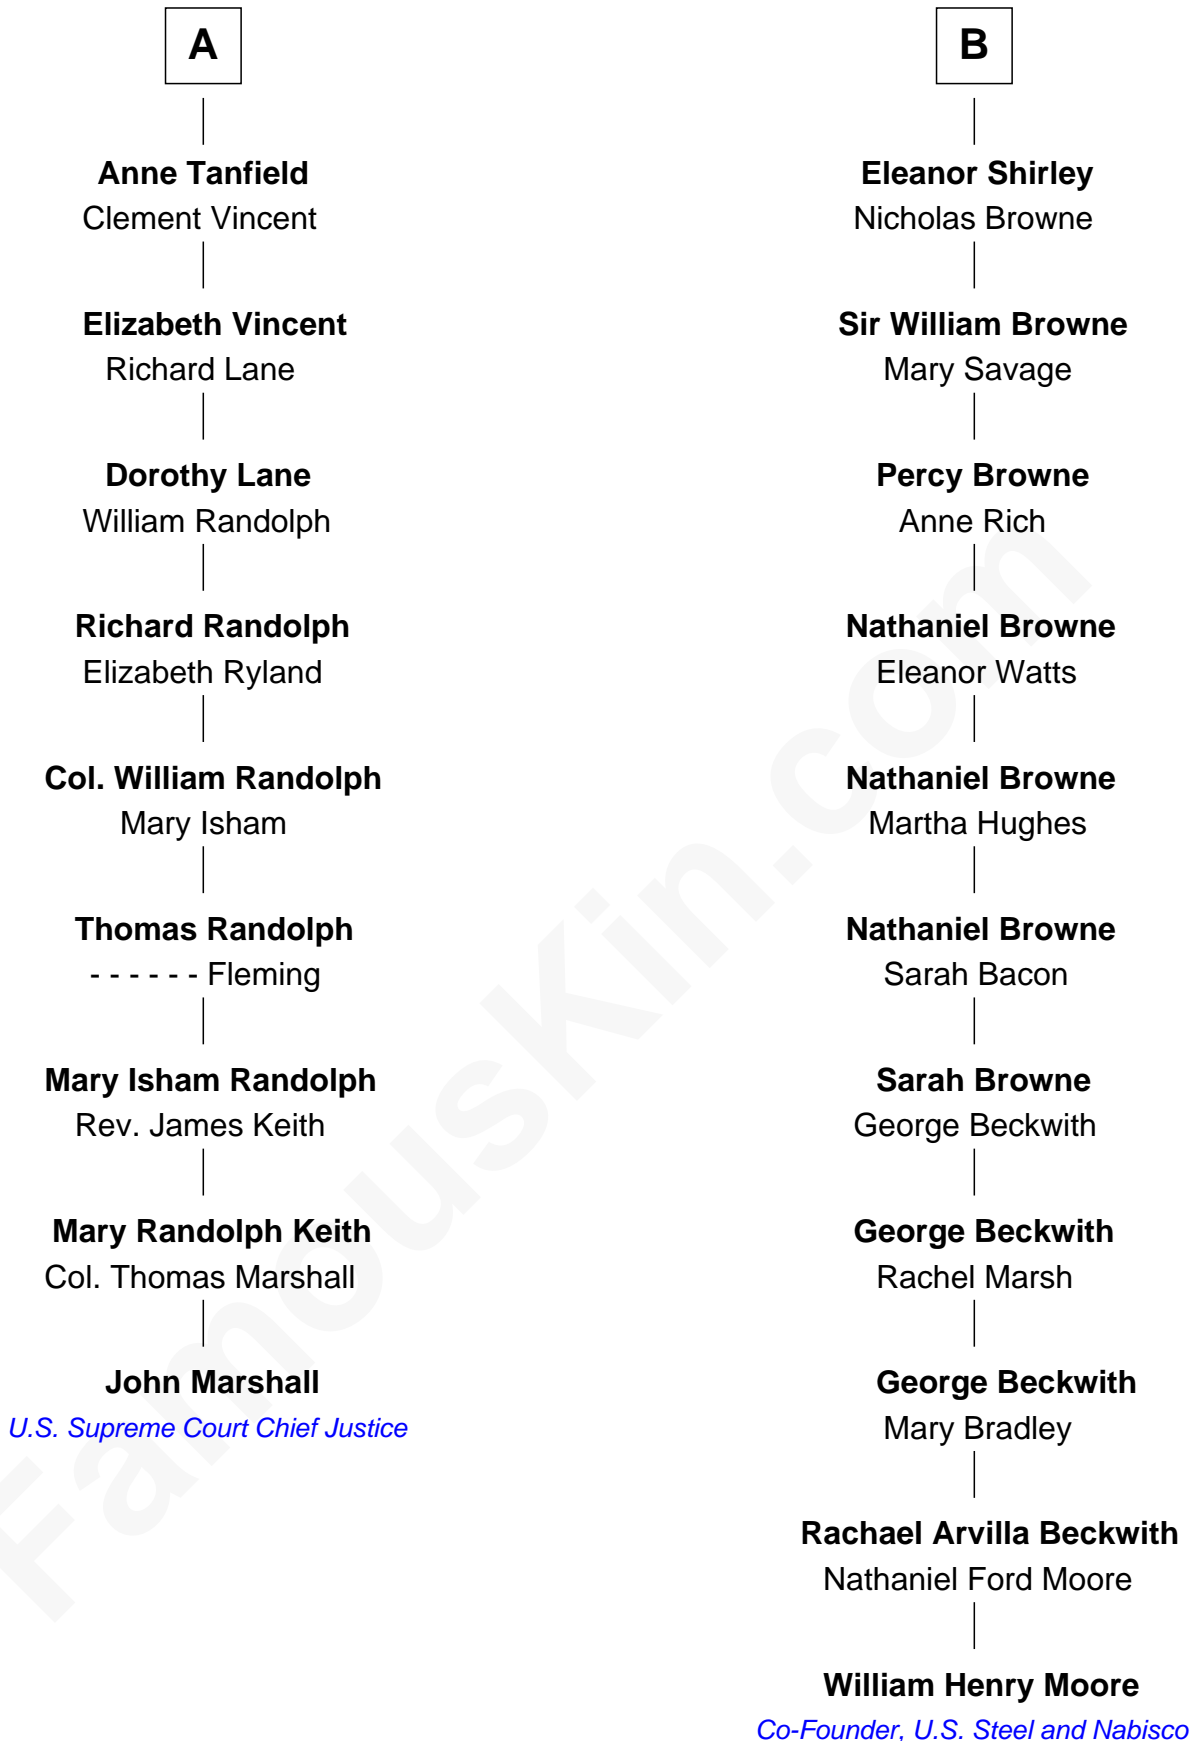 A
Anne Tanfield
Clement Vincent
Elizabeth Vincent
Richard Lane
Dorothy Lane
William Randolph
Richard Randolph
Elizabeth Ryland
Col. William Randolph
Mary Isham
Thomas Randolph
- - - - - - Fleming
Mary Isham Randolph
Rev. James Keith
Mary Randolph Keith
Col. Thomas Marshall
John Marshall
U.S. Supreme Court Chief Justice
B
Eleanor Shirley
Nicholas Browne
Sir William Browne
Mary Savage
Percy Browne
Anne Rich
Nathaniel Browne
Eleanor Watts
Nathaniel Browne
Martha Hughes
Nathaniel Browne
Sarah Bacon
Sarah Browne
George Beckwith
George Beckwith
Rachel Marsh
George Beckwith
Mary Bradley
Rachael Arvilla Beckwith
Nathaniel Ford Moore
William Henry Moore
Co-Founder, U.S. Steel and Nabisco
FamousKin.com